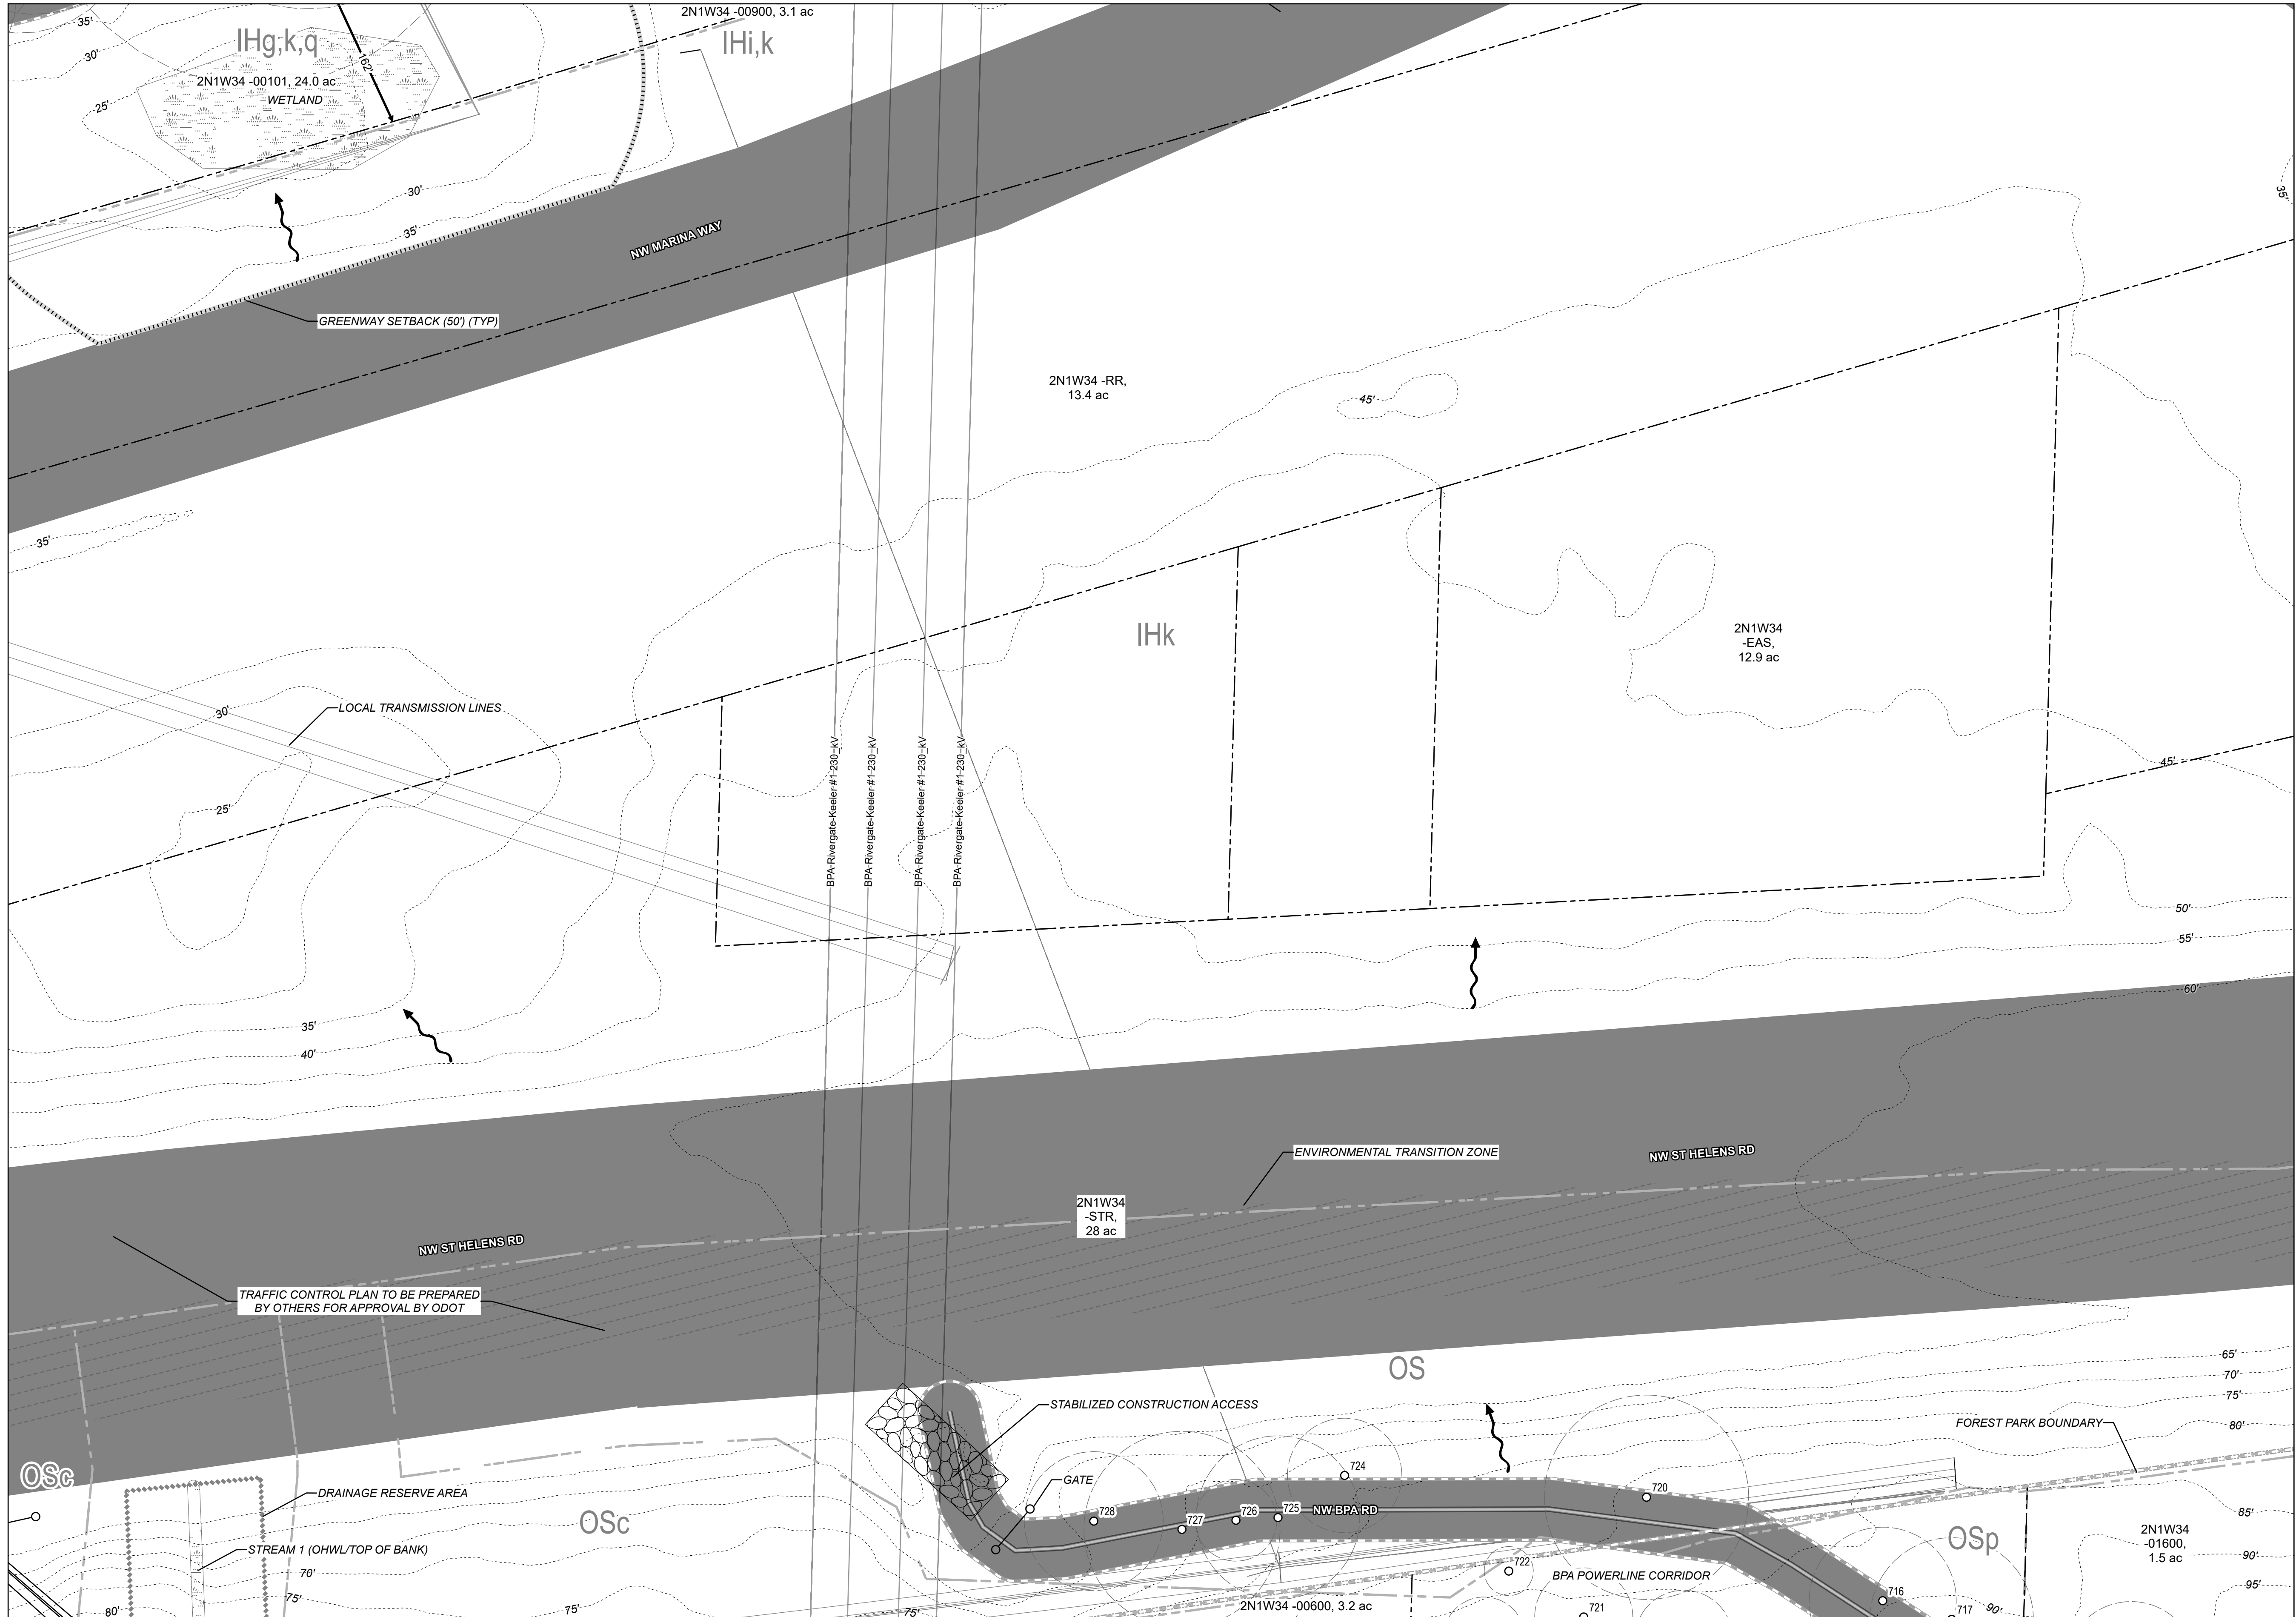 2N1W34 -00900, 3.1 ac
35'
IHg,k,q
IHi,k
30'
162'
2N1W34 -00101, 24.0 ac
WETLAND
25'
30'
35'
35'
NW MARINA WAY
GREENWAY SETBACK (50') (TYP)
2N1W34 -RR,
13.4 ac
45'
35'
IHk
2N1W34
-EAS,
12.9 ac
LOCAL TRANSMISSION LINES
30'
25'
45'
BPA-Rivergate-Keeler #1-230-kV
BPA-Rivergate-Keeler #1-230-kV
BPA-Rivergate-Keeler #1-230-kV
BPA-Rivergate-Keeler #1-230-kV
50'
55'
60'
35'
40'
ENVIRONMENTAL TRANSITION ZONE
NW ST HELENS RD
2N1W34
-STR,
28 ac
NW ST HELENS RD
TRAFFIC CONTROL PLAN TO BE PREPARED
BY OTHERS FOR APPROVAL BY ODOT
OS
65'
70'
75'
80'
STABILIZED CONSTRUCTION ACCESS
FOREST PARK BOUNDARY
OSc
GATE
724
720
DRAINAGE RESERVE AREA
OSc
728
727
726
725
NW BPA RD
85'
OSp
2N1W34
-01600,
1.5 ac
STREAM 1 (OHWL/TOP OF BANK)
70'
722
BPA POWERLINE CORRIDOR
90'
75'
716
95'
80'
75'
75'
2N1W34 -00600, 3.2 ac
721
717
90'